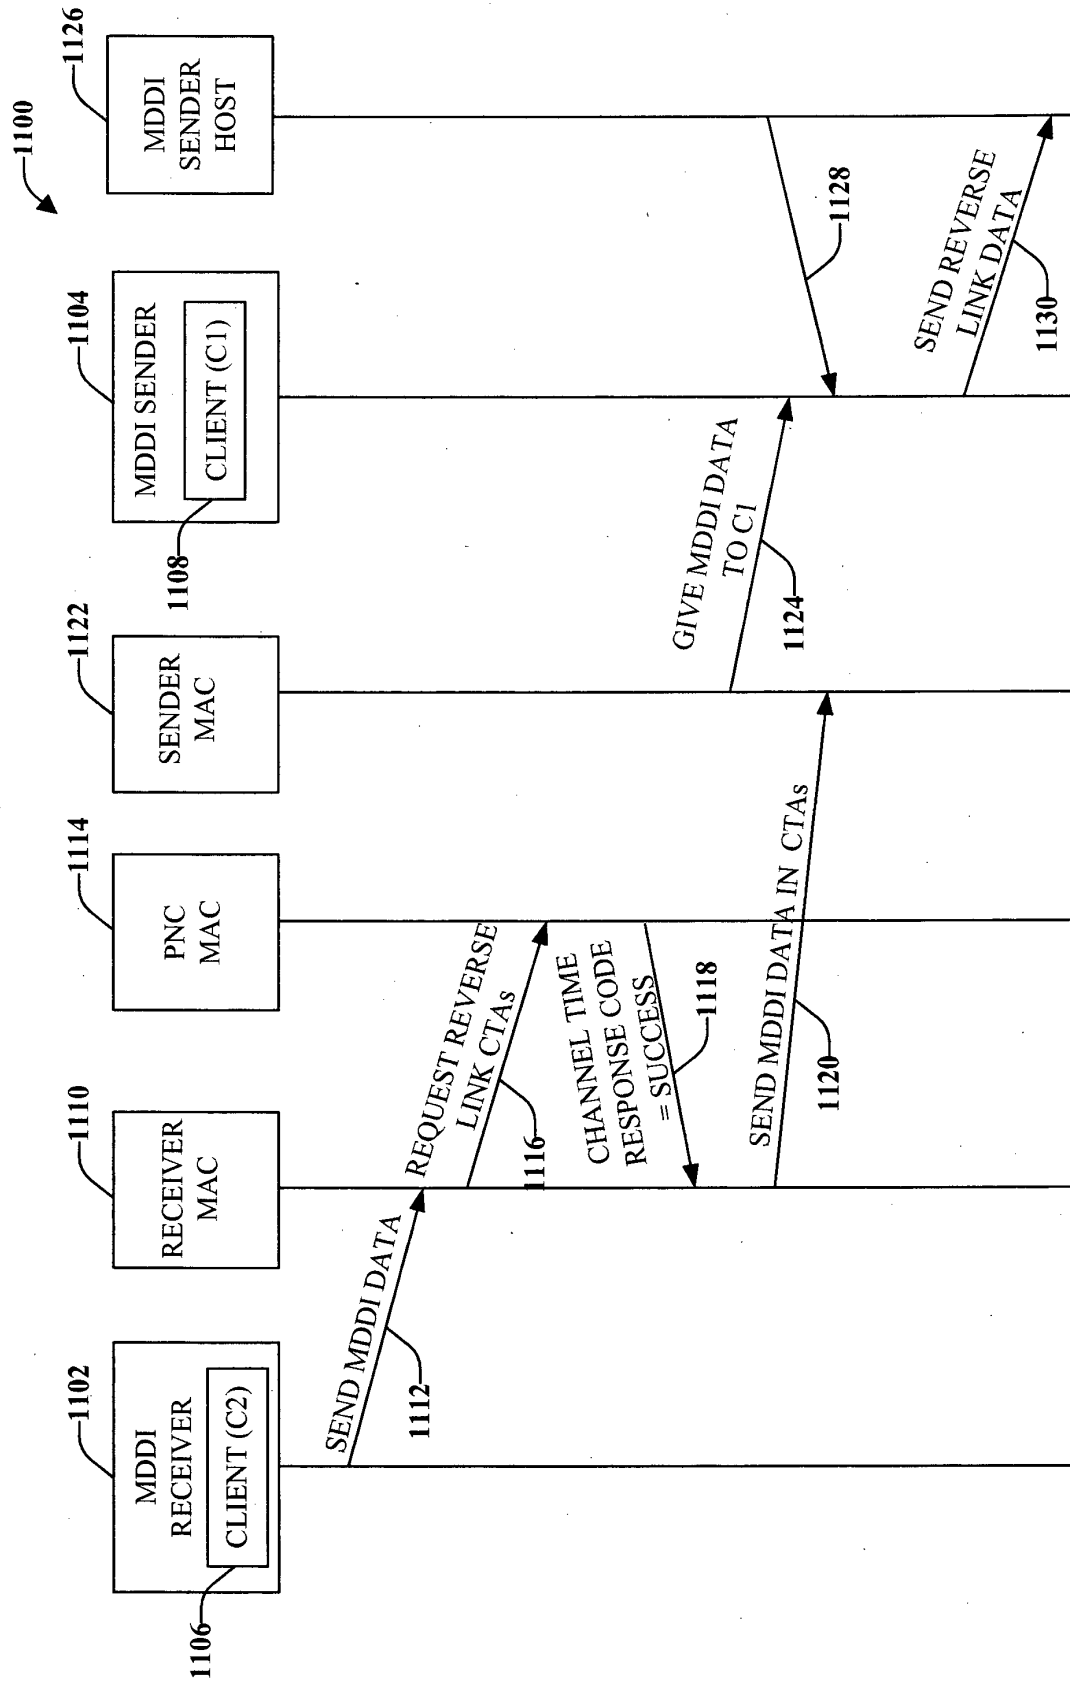 1100
1102
MDDI
RECEIVER
CLIENT (C2)
1106
1110
RECEIVER
MAC
1114
PNC
MAC
1122
SENDER
MAC
1104
MDDI SENDER
CLIENT (C1)
1108
1126
MDDI
SENDER
HOST
SEND MDDI DATA
1112
REQUEST REVERSE
LINK CTAs
1116
CHANNEL TIME
RESPONSE CODE
= SUCCESS
1118
SEND MDDI DATA IN CTAs
1120
GIVE MDDI DATA
TO C1
1124
1128
SEND REVERSE
LINK DATA
1130